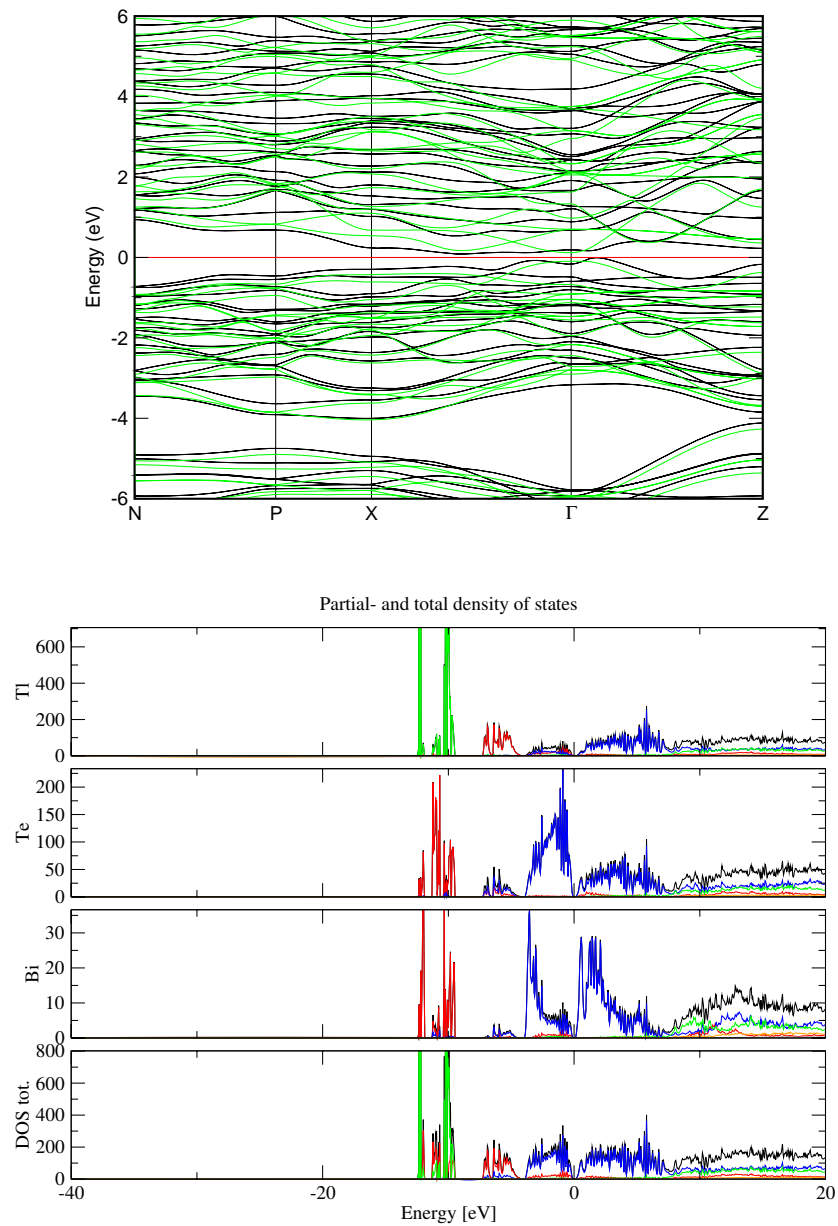 6
4
2
0
-2
-4
-6
Energy (eV)
N P X Γ Z
Partial- and total density of states
600
400
200
0
Tl
200
150
100
50
0
Te
30
20
10
0
Bi
800
600
400
200
0
DOS tot.
-40 -20 0 20
Energy [eV]